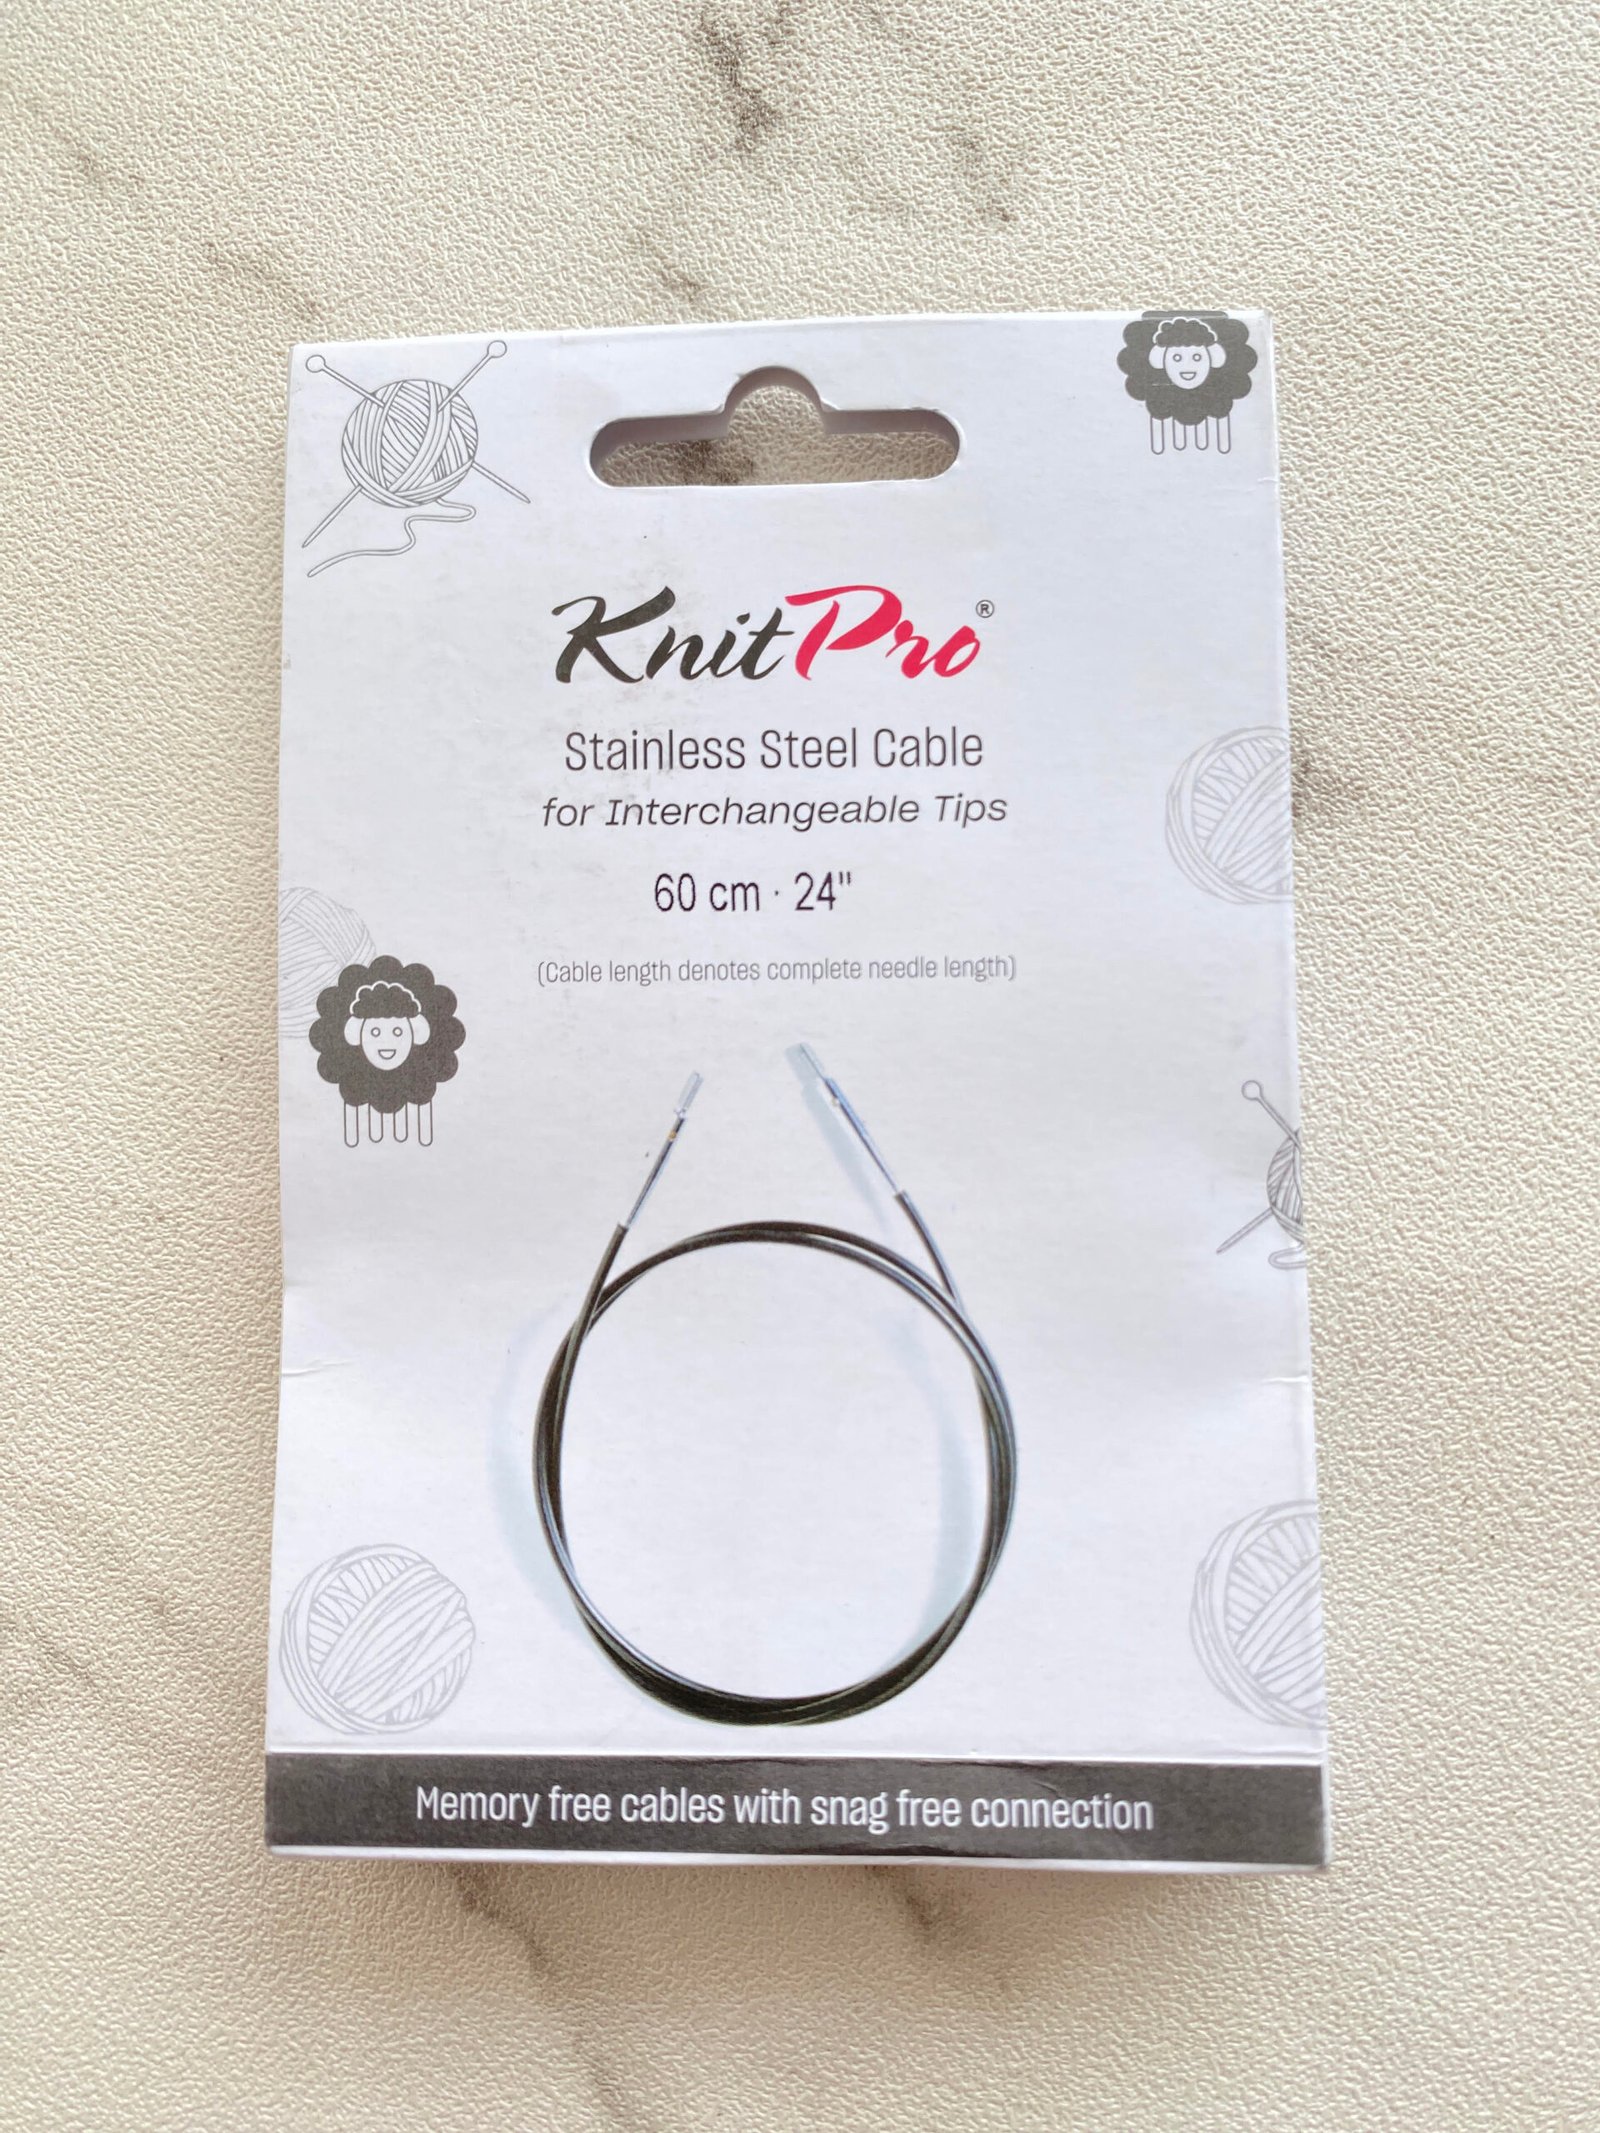 KnitPro®
Stainless Steel Cable
for Interchangeable Tips
60 cm · 24"
(Cable length denotes complete needle length)
Memory free cables with snag free connection